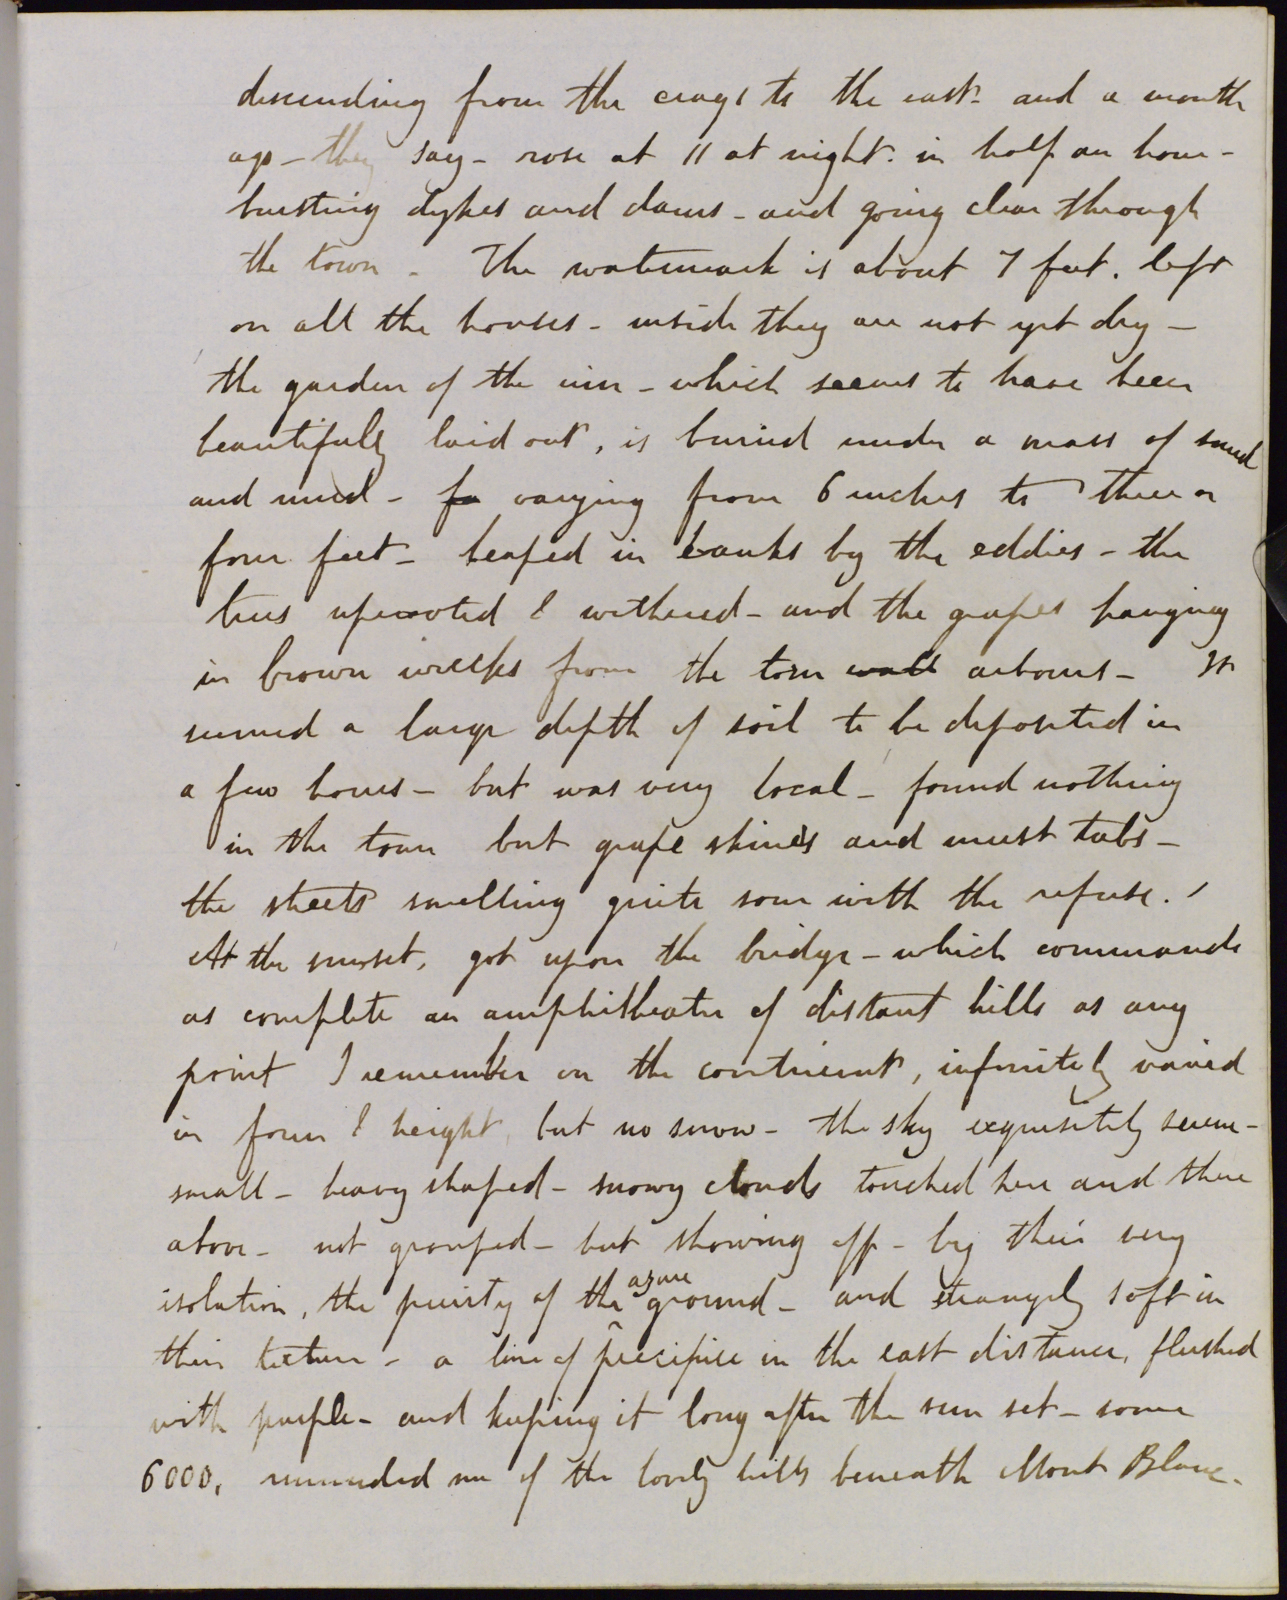 descending from the crags to the east - and a month
ago - they say - rose at 11 at night. in half an hour -
bursting dykes and dams - and going clear through
the town - The watermark is about 7 feet. left
on all the houses - inside they are not yet dry -
the garden of the inn - which seems to have been
beautifully laid out, is buried under a mass of sand
and mud - fo varying from 6 inches to three or
four feet - heaped in banks by the eddies - the
trees uprooted & withered - and the grapes hanging
in brown wrecks from the torn wall arbours - It
seemed a large depth of soil to be deposited in
a few hours - but was very local - found nothing
in the town but grape skins and must tubs -
the streets smelling quite sour with the refuse.
At the sunset, got upon the bridge - which commands
as complete an amphitheatre of distant hills as any
point I remember on the continent, infinitely varied
in form & height, but no snow - the sky exquisitely serene -
small - heavy shaped - snowy clouds touched here and there
above - not grouped - but showing off - by their very
isolation, the purity of the azure ground - and strangely soft in
their texture - a line of precipice in the east distance, flushed
with purple - and keeping it long after the sun set - some
6000, reminded me of the lovely hills beneath Mont Blanc -